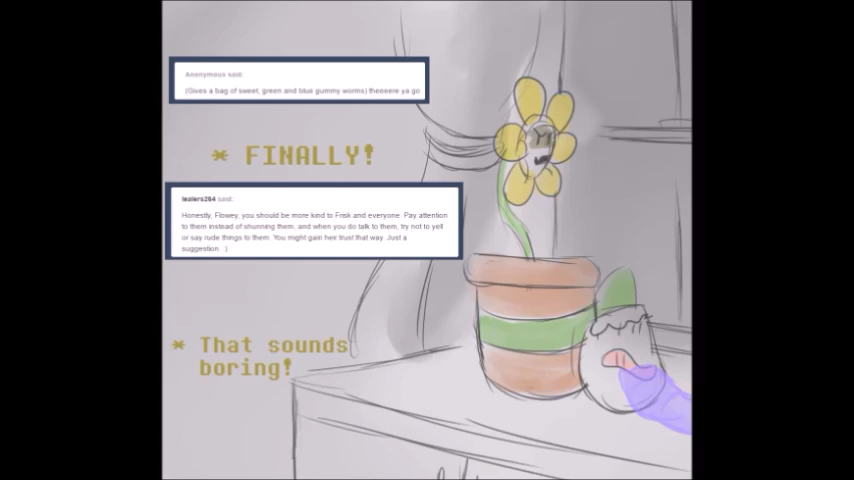 Anonymous said:
(Gives a bag of sweet, green and blue gummy worms) theeeere ya go
* FINALLY!
lealers264 said:
Honestly, Flowey, you should be more kind to Frisk and everyone. Pay attention
to them instead of shunning them, and when you do talk to them, try not to yell
or say rude things to them. You might gain heir trust that way. Just a
suggestion. :)
* That sounds
boring!